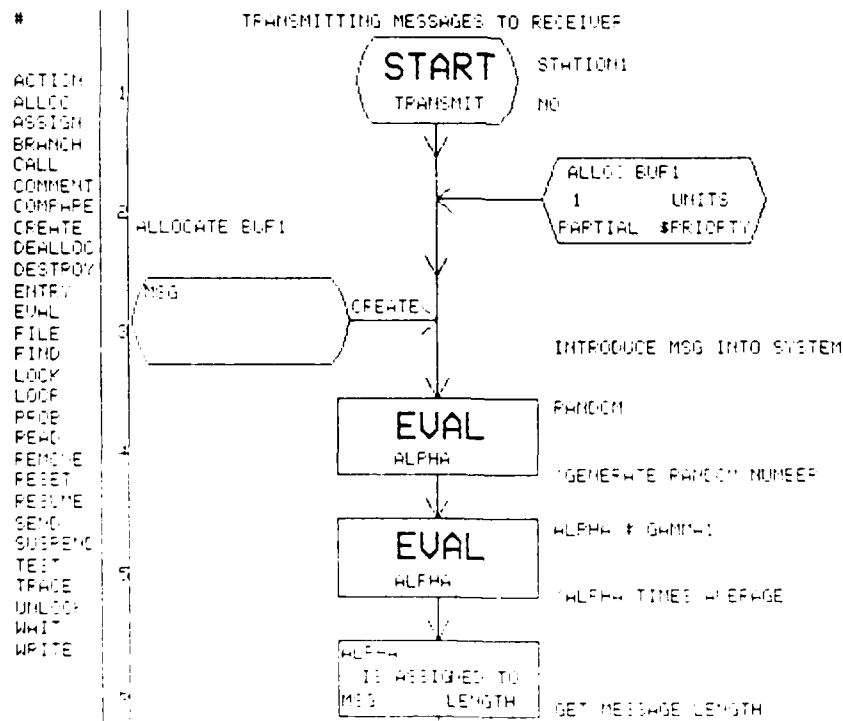 #
TRANSMITTING MESSAGES TO RECEIVER
START
TRANSMIT
STATION1
NO
ACTION
ALLOC
ASSIGN
BRANCH
CALL
COMMENT
COMPARE
CREATE
DEALLOC
DESTROY
ENTRY
EVAL
FILE
FIND
LOCK
LOOP
PROB
READ
REMOVE
RESET
RESUME
SEND
SUSPEND
TEST
TRACE
UNLOCK
WAIT
WRITE
1
2
3
4
5
ALLOC BUF1
1 UNITS
PARTIAL $PRIORTY
ALLOCATE BUF1
MSG
CREATE
INTRODUCE MSG INTO SYSTEM
EVAL
ALPHA
RANDOM
GENERATE RANDOM NUMBER
EVAL
ALPHA
ALPHA * GAMMA1
ALPHA TIMES AVERAGE
ALPHA
IS ASSIGNED TO
MSG LENGTH
GET MESSAGE LENGTH